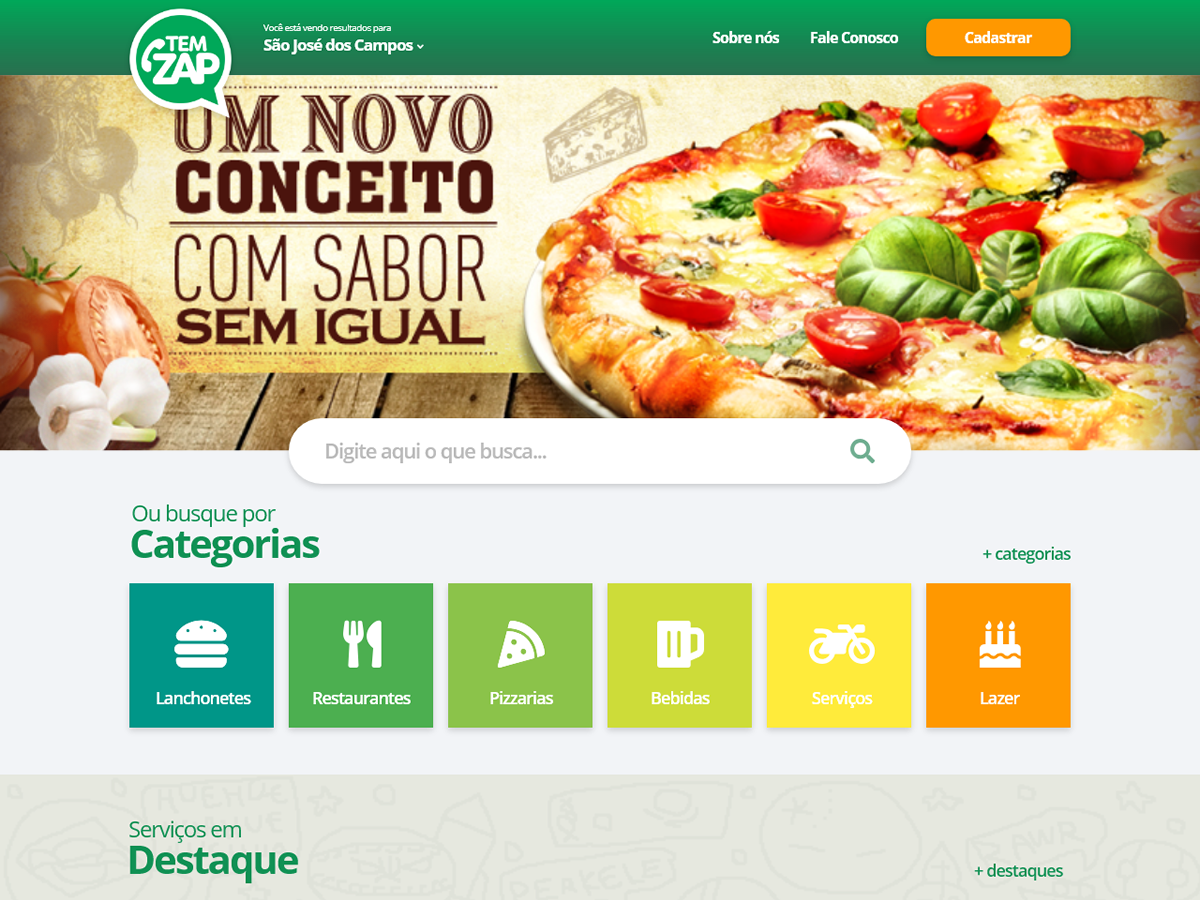 TEM
ZAP
Você está vendo resultados para
São José dos Campos
Sobre nós
Fale Conosco
Cadastrar
UM NOVO
CONCEITO
COM SABOR
SEM IGUAL
Digite aqui o que busca...
Ou busque por
Categorias
+ categorias
Lanchonetes
Restaurantes
Pizzarias
Bebidas
Serviços
Lazer
Serviços em
Destaque
+ destaques